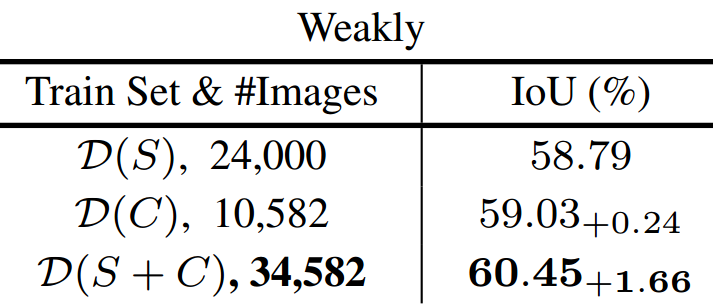 Weakly
Train Set & #Images IoU (%)
D(S), 24,000 58.79
D(C), 10,582 59.03+0.24
D(S + C), 34,582 60.45+1.66